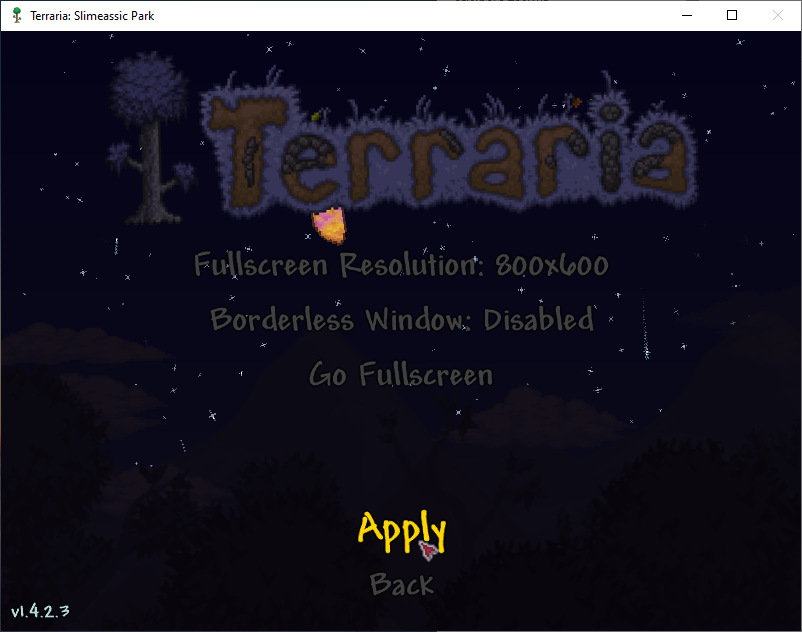 Terraria: Slimeassic Park
Terraria
Fullscreen Resolution: 800x600
Borderless Window: Disabled
Go Fullscreen
Apply
Back
v1.4.2.3